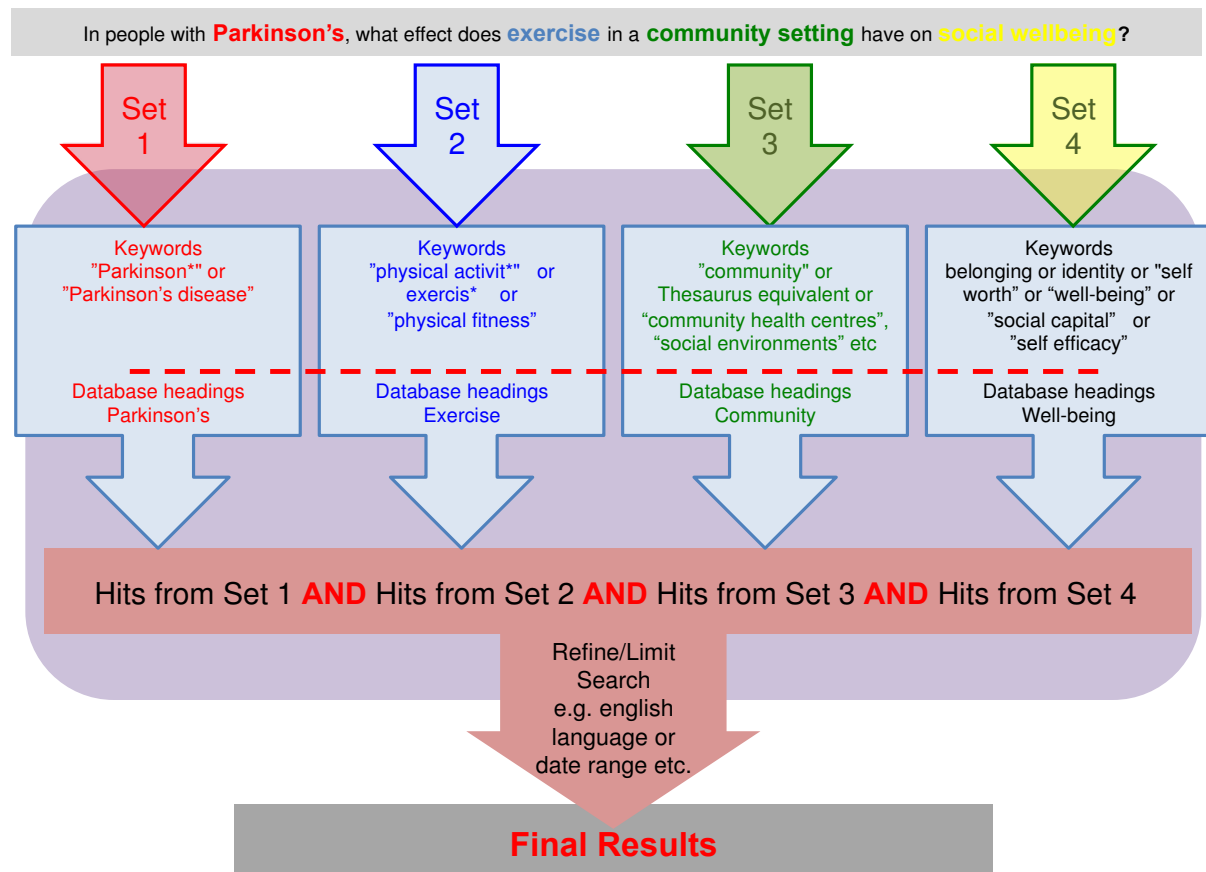 In people with Parkinson's, what effect does exercise in a community setting have on social wellbeing?
Set
1
Set
2
Set
3
Set
4
Keywords
”Parkinson*" or
”Parkinson’s disease”
Database headings
Parkinson’s
Keywords
”physical activit*" or
exercis* or
”physical fitness”
Database headings
Exercise
Keywords
”community" or
Thesaurus equivalent or
“community health centres”,
“social environments” etc
Database headings
Community
Keywords
belonging or identity or "self
worth” or “well-being” or
”social capital” or
”self efficacy”
Database headings
Well-being
Hits from Set 1 AND Hits from Set 2 AND Hits from Set 3 AND Hits from Set 4
Refine/Limit
Search
e.g. english
language or
date range etc.
Final Results